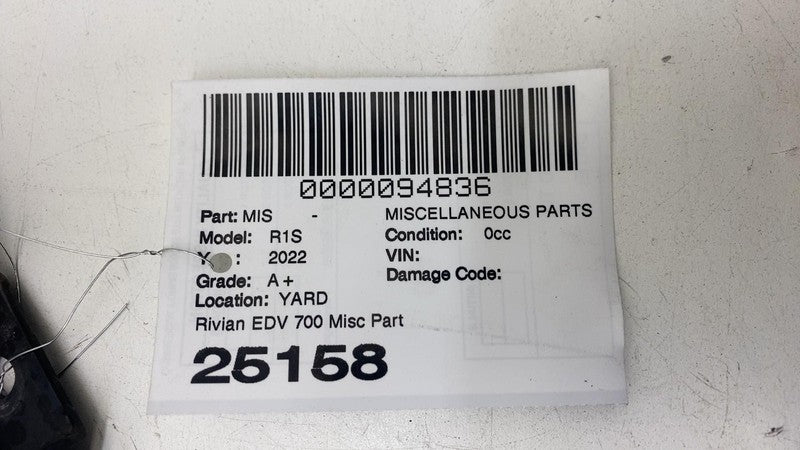 0000094836
Part: MIS - MISCELLANEOUS PARTS
Model: R1S Condition: 0cc
Y : 2022 VIN:
Grade: A+ Damage Code:
Location: YARD
Rivian EDV 700 Misc Part
25158